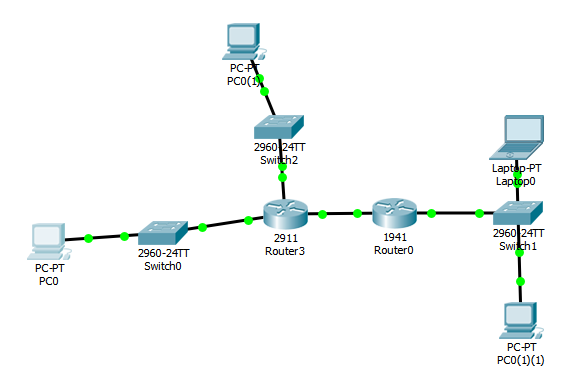 PC-PT
PC0(1)
2960-24TT
Switch2
Laptop-PT
Laptop0
2911
Router3
1941
Router0
2960-24TT
Switch1
2960-24TT
Switch0
PC-PT
PC0
PC-PT
PC0(1)(1)